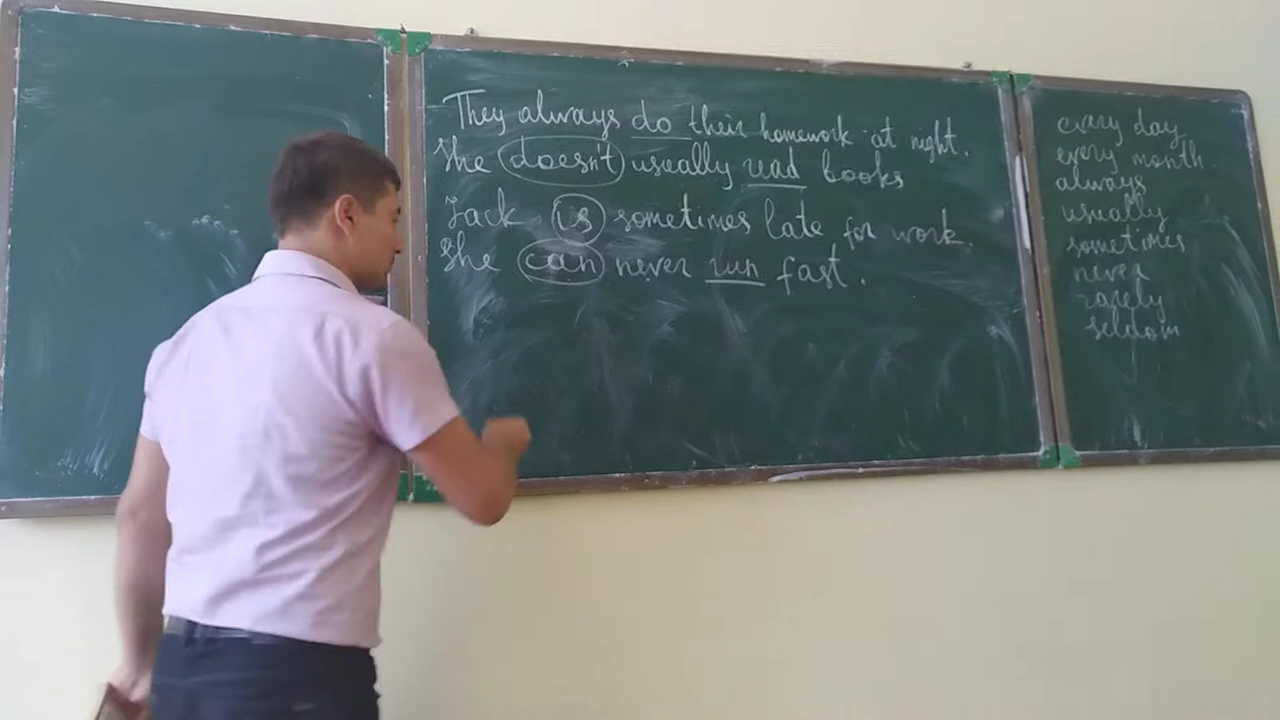 They always do their homework at night.
She doesn't usually read books
Jack is sometimes late for work.
She can never run fast.
every day
every month
always
usually
sometimes
never
rarely
seldom